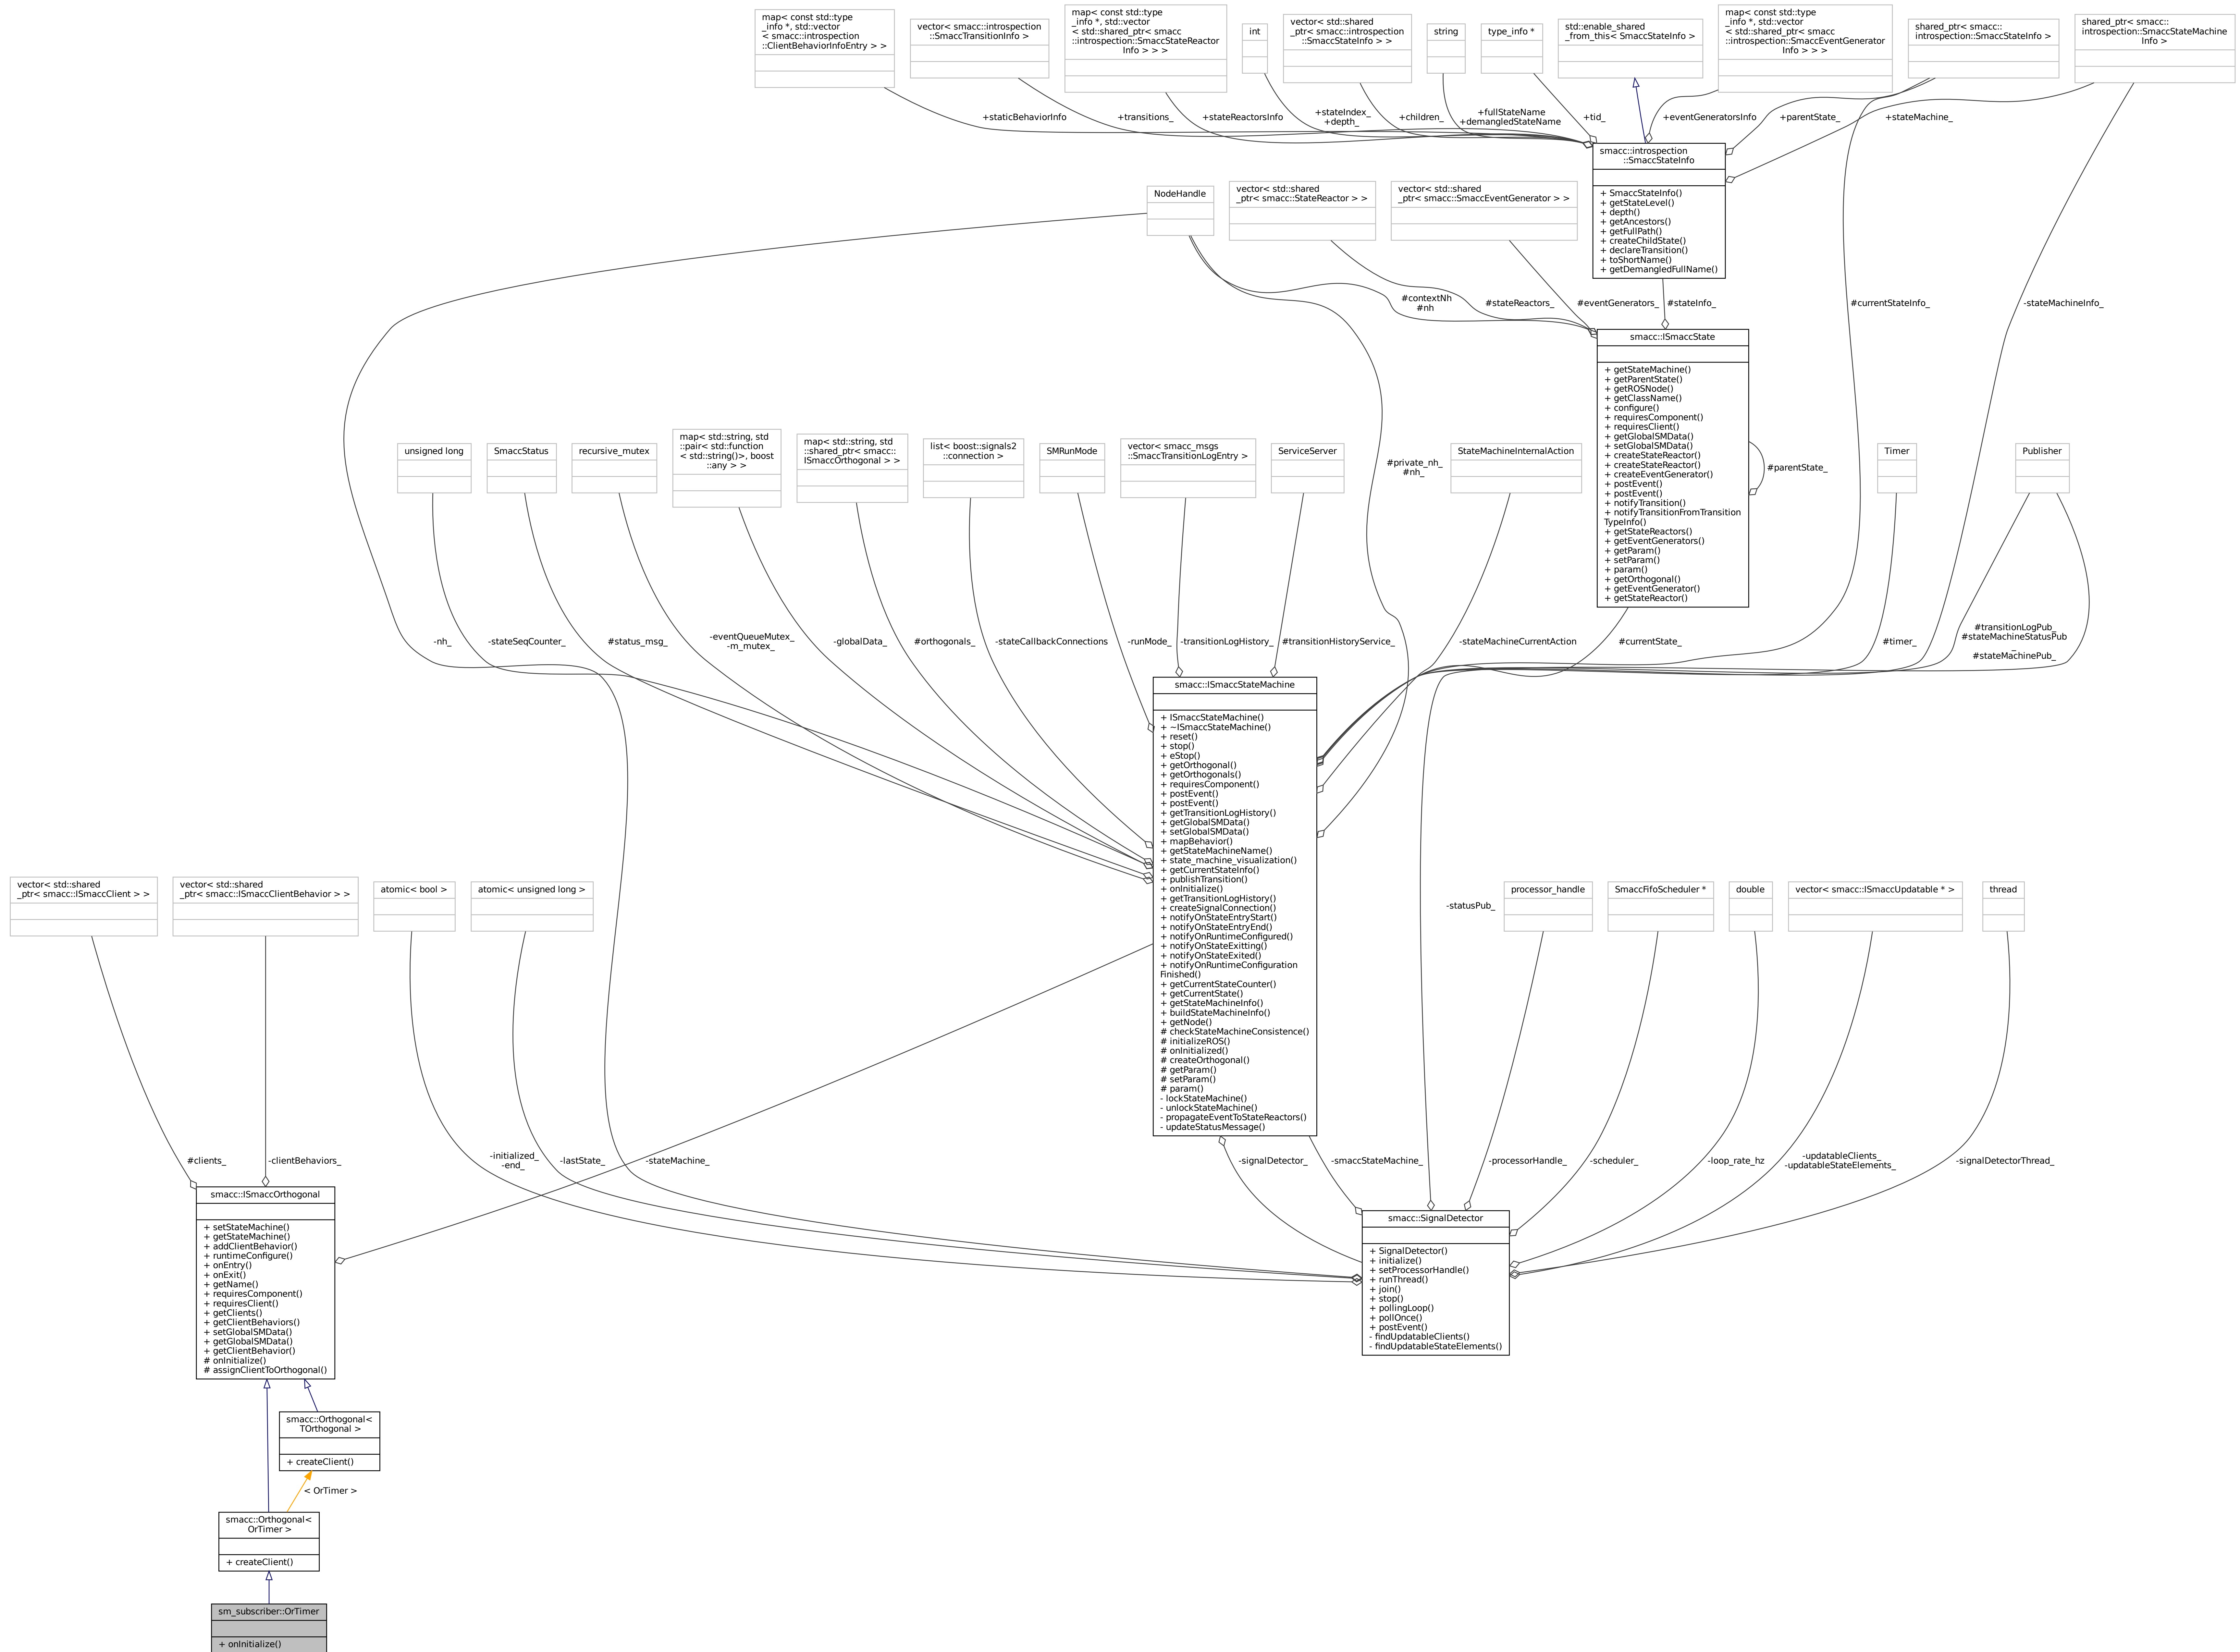 map< const std::type
_info *, std::vector
< smacc::introspection
::ClientBehaviorInfoEntry > >
vector< smacc::introspection
::SmaccTransitionInfo >
map< const std::type
_info *, std::vector
< std::shared_ptr< smacc
::introspection::SmaccStateReactor
Info > > >
int
vector< std::shared
_ptr< smacc::introspection
::SmaccStateInfo > >
string
type_info *
std::enable_shared
_from_this< SmaccStateInfo >
map< const std::type
_info *, std::vector
< std::shared_ptr< smacc
::introspection::SmaccEventGenerator
Info > > >
shared_ptr< smacc::
introspection::SmaccStateInfo >
shared_ptr< smacc::
introspection::SmaccStateMachine
Info >
+staticBehaviorInfo
+transitions_
+stateReactorsInfo
+stateIndex_
+depth_
+children_
+fullStateName
+demangledStateName
+tid_
+eventGeneratorsInfo
+parentState_
+stateMachine_
smacc::introspection
::SmaccStateInfo
+ SmaccStateInfo()
+ getStateLevel()
+ depth()
+ getAncestors()
+ getFullPath()
+ createChildState()
+ declareTransition()
+ toShortName()
+ getDemangledFullName()
NodeHandle
vector< std::shared
_ptr< smacc::StateReactor > >
vector< std::shared
_ptr< smacc::SmaccEventGenerator > >
#contextNh
#nh
#stateReactors_
#eventGenerators_
#stateInfo_
#currentStateInfo_
-stateMachineInfo_
smacc::ISmaccState
+ getStateMachine()
+ getParentState()
+ getROSNode()
+ getClassName()
+ configure()
+ requiresComponent()
+ requiresClient()
+ getGlobalSMData()
+ setGlobalSMData()
+ createStateReactor()
+ createStateReactor()
+ createEventGenerator()
+ postEvent()
+ postEvent()
+ notifyTransition()
+ notifyTransitionFromTransition
TypeInfo()
+ getStateReactors()
+ getEventGenerators()
+ getParam()
+ setParam()
+ param()
+ getOrthogonal()
+ getEventGenerator()
+ getStateReactor()
#parentState_
unsigned long
SmaccStatus
recursive_mutex
map< std::string, std
::pair< std::function
< std::string()>, boost
::any > >
map< std::string, std
::shared_ptr< smacc::
ISmaccOrthogonal > >
list< boost::signals2
::connection >
SMRunMode
vector< smacc_msgs
::SmaccTransitionLogEntry >
ServiceServer
#private_nh_
#nh_
StateMachineInternalAction
Timer
Publisher
-nh_
-stateSeqCounter_
#status_msg_
-eventQueueMutex_
-m_mutex_
-globalData_
#orthogonals_
-stateCallbackConnections
-runMode_
-transitionLogHistory_
#transitionHistoryService_
-stateMachineCurrentAction
#currentState_
#timer_
#transitionLogPub_
#stateMachineStatusPub
_
#stateMachinePub_
smacc::ISmaccStateMachine
+ ISmaccStateMachine()
+ ~ISmaccStateMachine()
+ reset()
+ stop()
+ eStop()
+ getOrthogonal()
+ getOrthogonals()
+ requiresComponent()
+ postEvent()
+ postEvent()
+ getTransitionLogHistory()
+ getGlobalSMData()
+ setGlobalSMData()
+ mapBehavior()
+ getStateMachineName()
+ state_machine_visualization()
+ getCurrentStateInfo()
+ publishTransition()
+ onInitialize()
+ getTransitionLogHistory()
+ createSignalConnection()
+ notifyOnStateEntryStart()
+ notifyOnStateEntryEnd()
+ notifyOnRuntimeConfigured()
+ notifyOnStateExitting()
+ notifyOnStateExited()
+ notifyOnRuntimeConfiguration
Finished()
+ getCurrentStateCounter()
+ getCurrentState()
+ getStateMachineInfo()
+ buildStateMachineInfo()
+ getNode()
# checkStateMachineConsistence()
# initializeROS()
# onInitialized()
# createOrthogonal()
# getParam()
# setParam()
# param()
- lockStateMachine()
- unlockStateMachine()
- propagateEventToStateReactors()
- updateStatusMessage()
vector< std::shared
_ptr< smacc::ISmaccClient > >
vector< std::shared
_ptr< smacc::ISmaccClientBehavior > >
atomic< bool >
atomic< unsigned long >
-statusPub_
processor_handle
SmaccFifoScheduler *
double
vector< smacc::ISmaccUpdatable * >
thread
#clients_
-clientBehaviors_
-initialized_
-end_
-lastState_
-stateMachine_
-signalDetector_
-smaccStateMachine_
-processorHandle_
-scheduler_
-loop_rate_hz
-updatableClients_
-updatableStateElements_
-signalDetectorThread_
smacc::ISmaccOrthogonal
+ setStateMachine()
+ getStateMachine()
+ addClientBehavior()
+ runtimeConfigure()
+ onEntry()
+ onExit()
+ getName()
+ requiresComponent()
+ requiresClient()
+ getClients()
+ getClientBehaviors()
+ setGlobalSMData()
+ getGlobalSMData()
+ getClientBehavior()
# onInitialize()
# assignClientToOrthogonal()
smacc::SignalDetector
+ SignalDetector()
+ initialize()
+ setProcessorHandle()
+ runThread()
+ join()
+ stop()
+ pollingLoop()
+ pollOnce()
+ postEvent()
- findUpdatableClients()
- findUpdatableStateElements()
smacc::Orthogonal<
TOrthogonal >
+ createClient()
< OrTimer >
smacc::Orthogonal<
OrTimer >
+ createClient()
sm_subscriber::OrTimer
+ onInitialize()